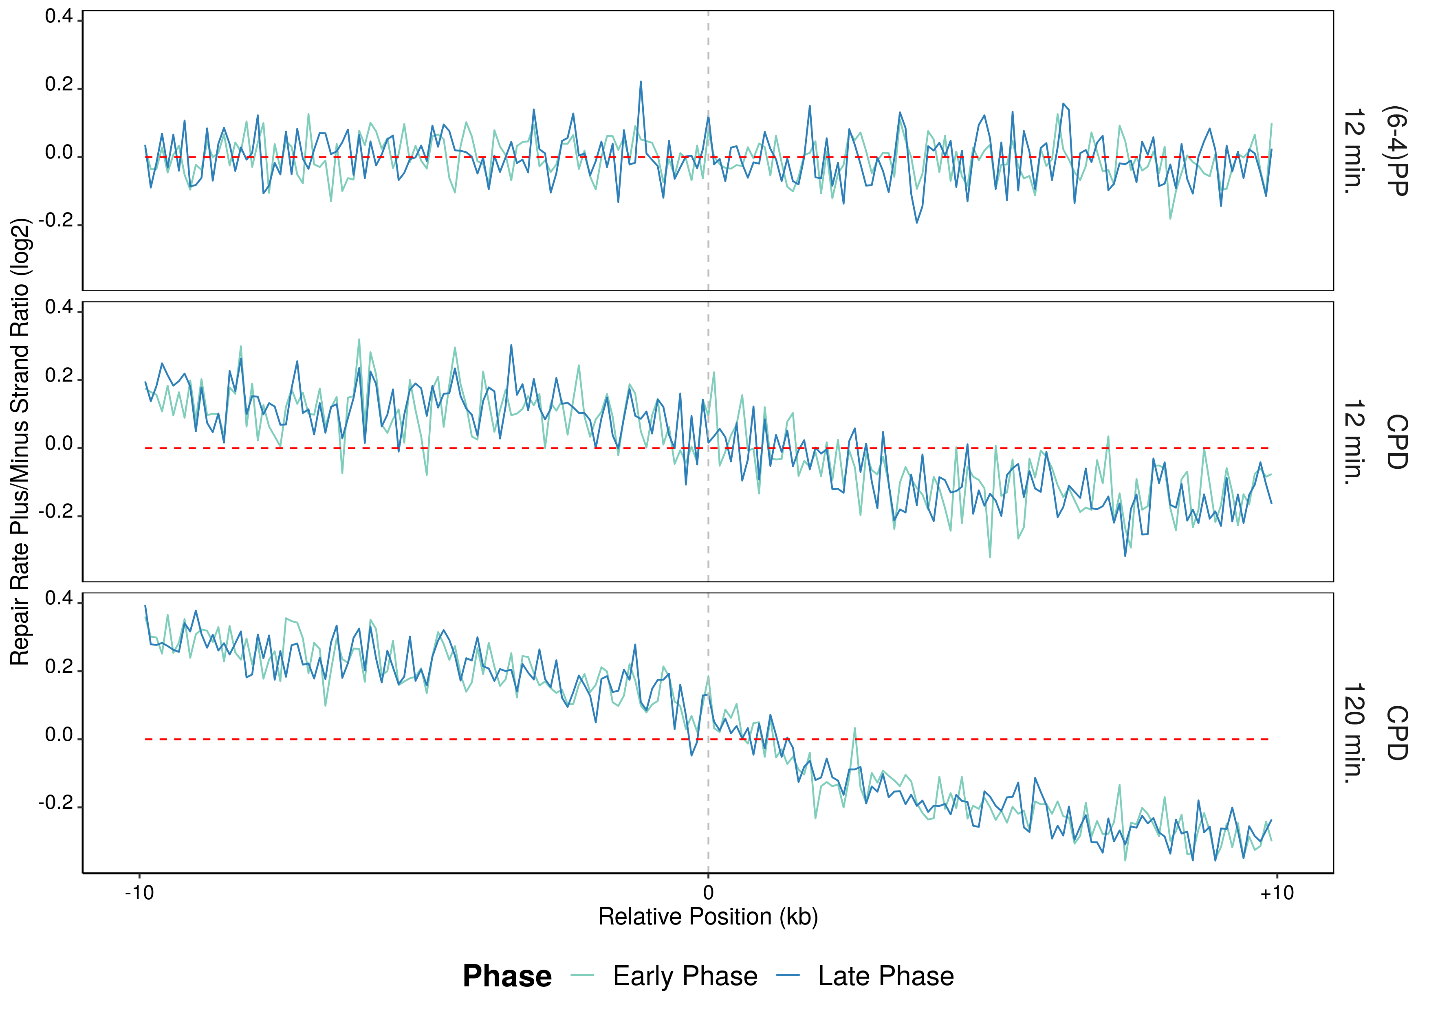 Repair Rate Plus/Minus Strand Ratio (log2)
0.4
0.2
0.0
-0.2
(6-4)PP
12 min.
0.4
0.2
0.0
-0.2
CPD
12 min.
0.4
0.2
0.0
-0.2
CPD
120 min.
-10
0
+10
Relative Position (kb)
Phase Early Phase Late Phase